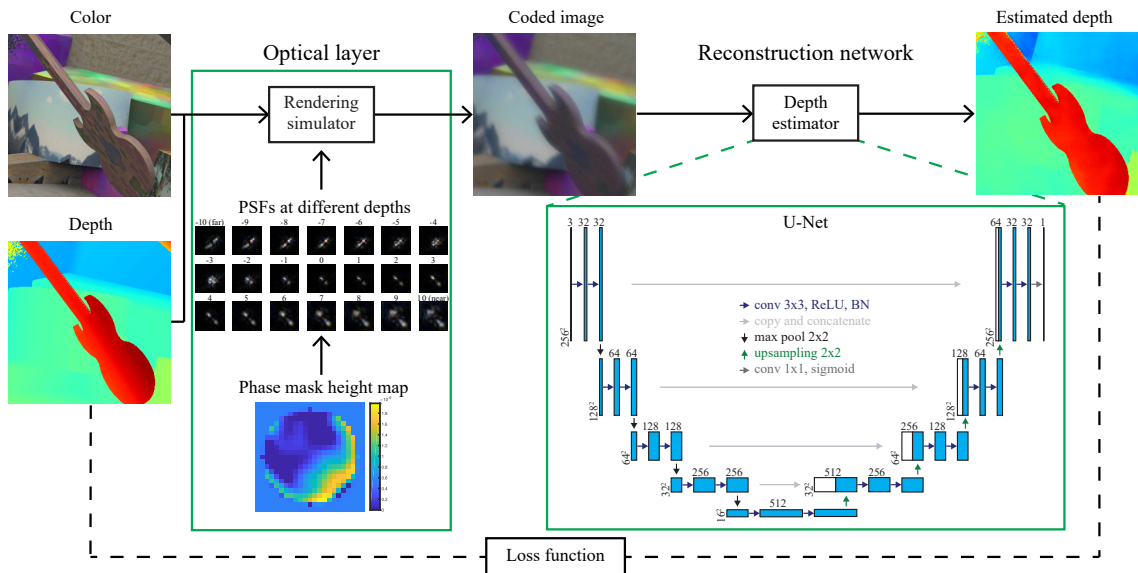 Color
Coded image
Estimated depth
Optical layer
Reconstruction network
Rendering
simulator
Depth
estimator
PSFs at different depths
-10 (far) -9 -8 -7 -6 -5 -4
-3 -2 -1 0 1 2 3
4 5 6 7 8 9 10 (near)
Depth
Phase mask height map
U-Net
3 32 32
64 32 32 1
256²
256²
conv 3x3, ReLU, BN
copy and concatenate
max pool 2x2
upsampling 2x2
conv 1x1, sigmoid
64 64
128 64
128²
128²
128 128
256 128
64²
64²
256 256
512 256
32²
32²
512
16²
Loss function